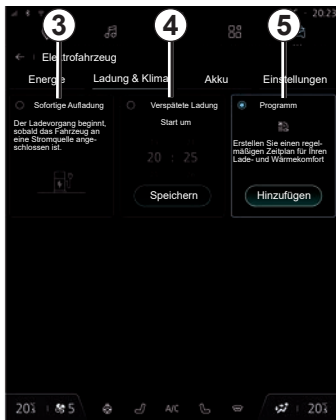 3
4
5
20:23
← Elektrofahrzeug
Energie Ladung & Klima Akku Einstellungen
Sofortige Aufladung
Der Ladevorgang beginnt,
sobald das Fahrzeug an
eine Stromquelle ange-
schlossen ist.
Verspätete Ladung
Start um
20 : 25
Speichern
Programm
Erstellen Sie einen regel-
mäßigen Zeitplan für Ihren
Lade- und Wärmekomfort
Hinzufügen
5 A/C 20